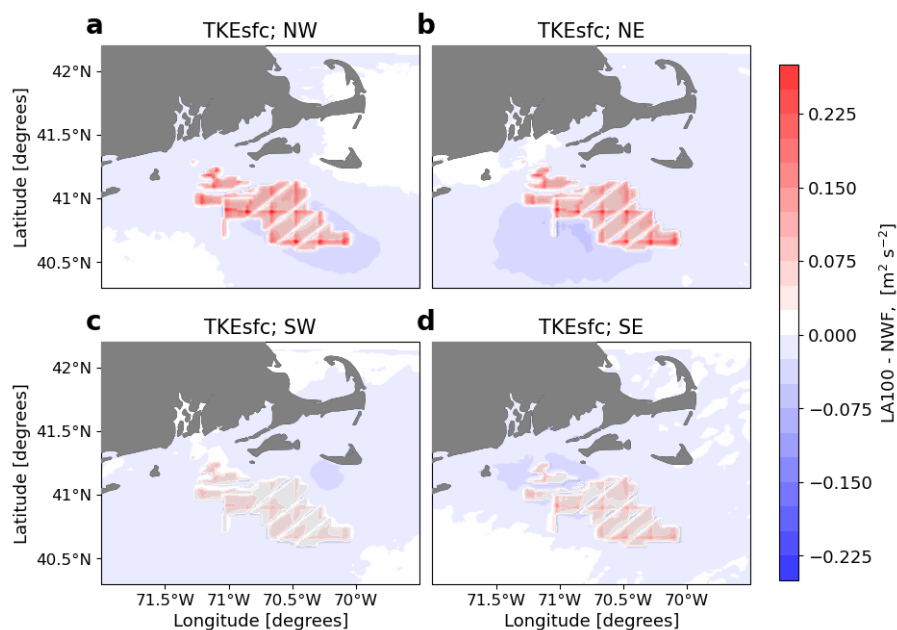 a TKEsfc; NW
b TKEsfc; NE
42°N
41.5°N
41°N
40.5°N
Latitude [degrees]
c TKEsfc; SW
d TKEsfc; SE
42°N
41.5°N
41°N
40.5°N
Latitude [degrees]
71.5°W 71°W 70.5°W 70°W
71.5°W 71°W 70.5°W 70°W
Longitude [degrees]
Longitude [degrees]
0.225
0.150
0.075
0.000
−0.075
−0.150
−0.225
LA100 - NWF, [m² s⁻²]